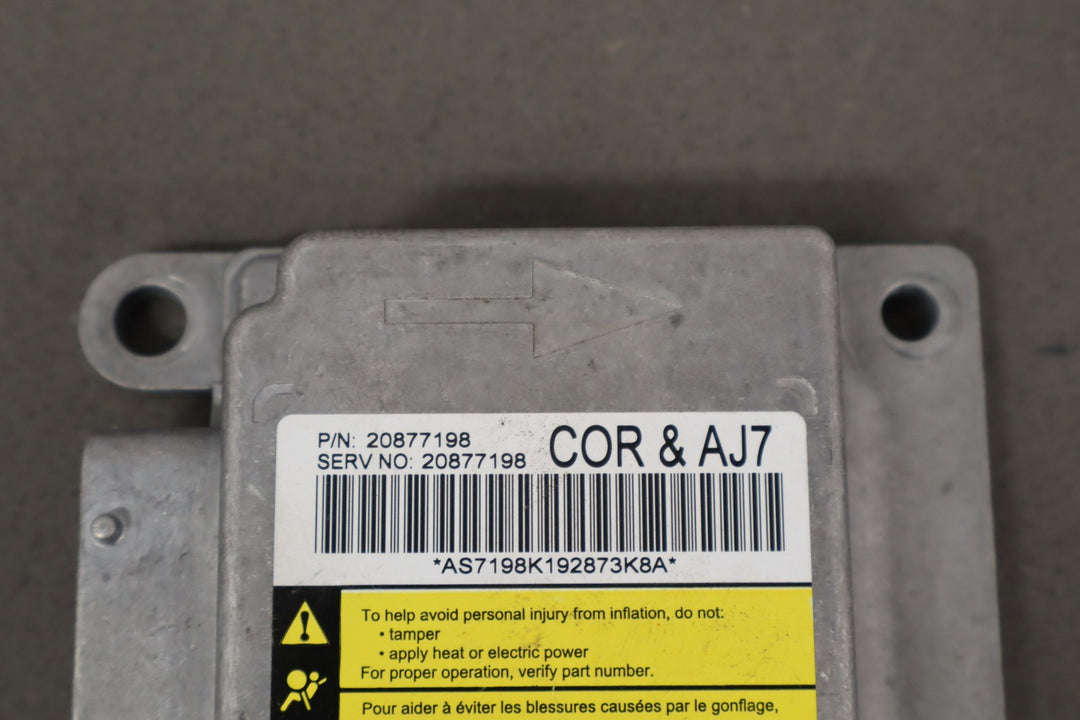 P/N: 20877198
SERV NO: 20877198
COR & AJ7
*AS7198K192873K8A*
To help avoid personal injury from inflation, do not:
• tamper
• apply heat or electric power
For proper operation, verify part number.
Pour aider à éviter les blessures causées par le gonflage,